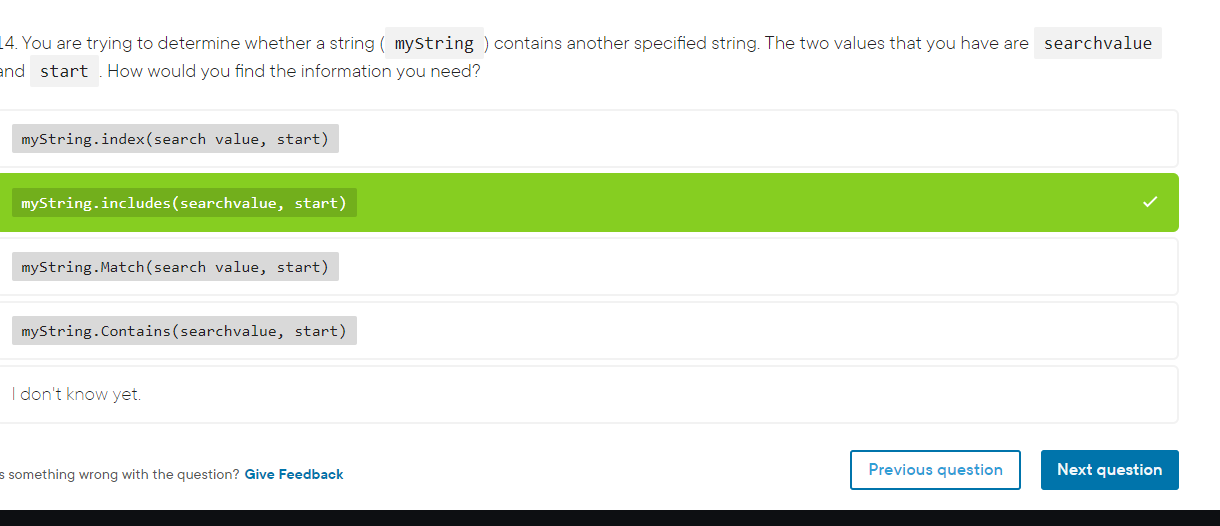 14. You are trying to determine whether a string ( myString ) contains another specified string. The two values that you have are searchvalue
and start . How would you find the information you need?
myString.index(search value, start)
myString.includes(searchvalue, start)
myString.Match(search value, start)
myString.Contains(searchvalue, start)
I don't know yet.
s something wrong with the question? Give Feedback
Previous question
Next question